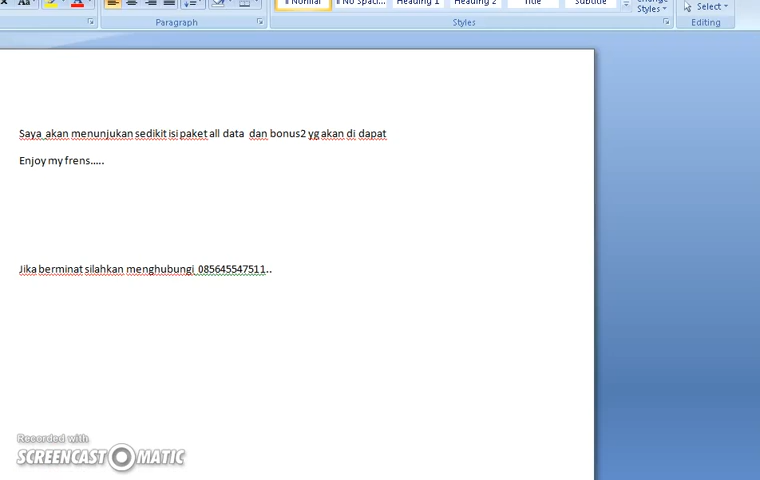 Aa
Paragraph
Normal
No Spaci...
Heading 1
Heading 2
Title
Subtitle
Change
Styles
Styles
Select
Editing
Saya akan menunjukan sedikit isi paket all data dan bonus2 yg akan di dapat
Enjoy my frens.....
Jika berminat silahkan menghubungi 085645547511..
Recorded with
SCREENCAST MATIC